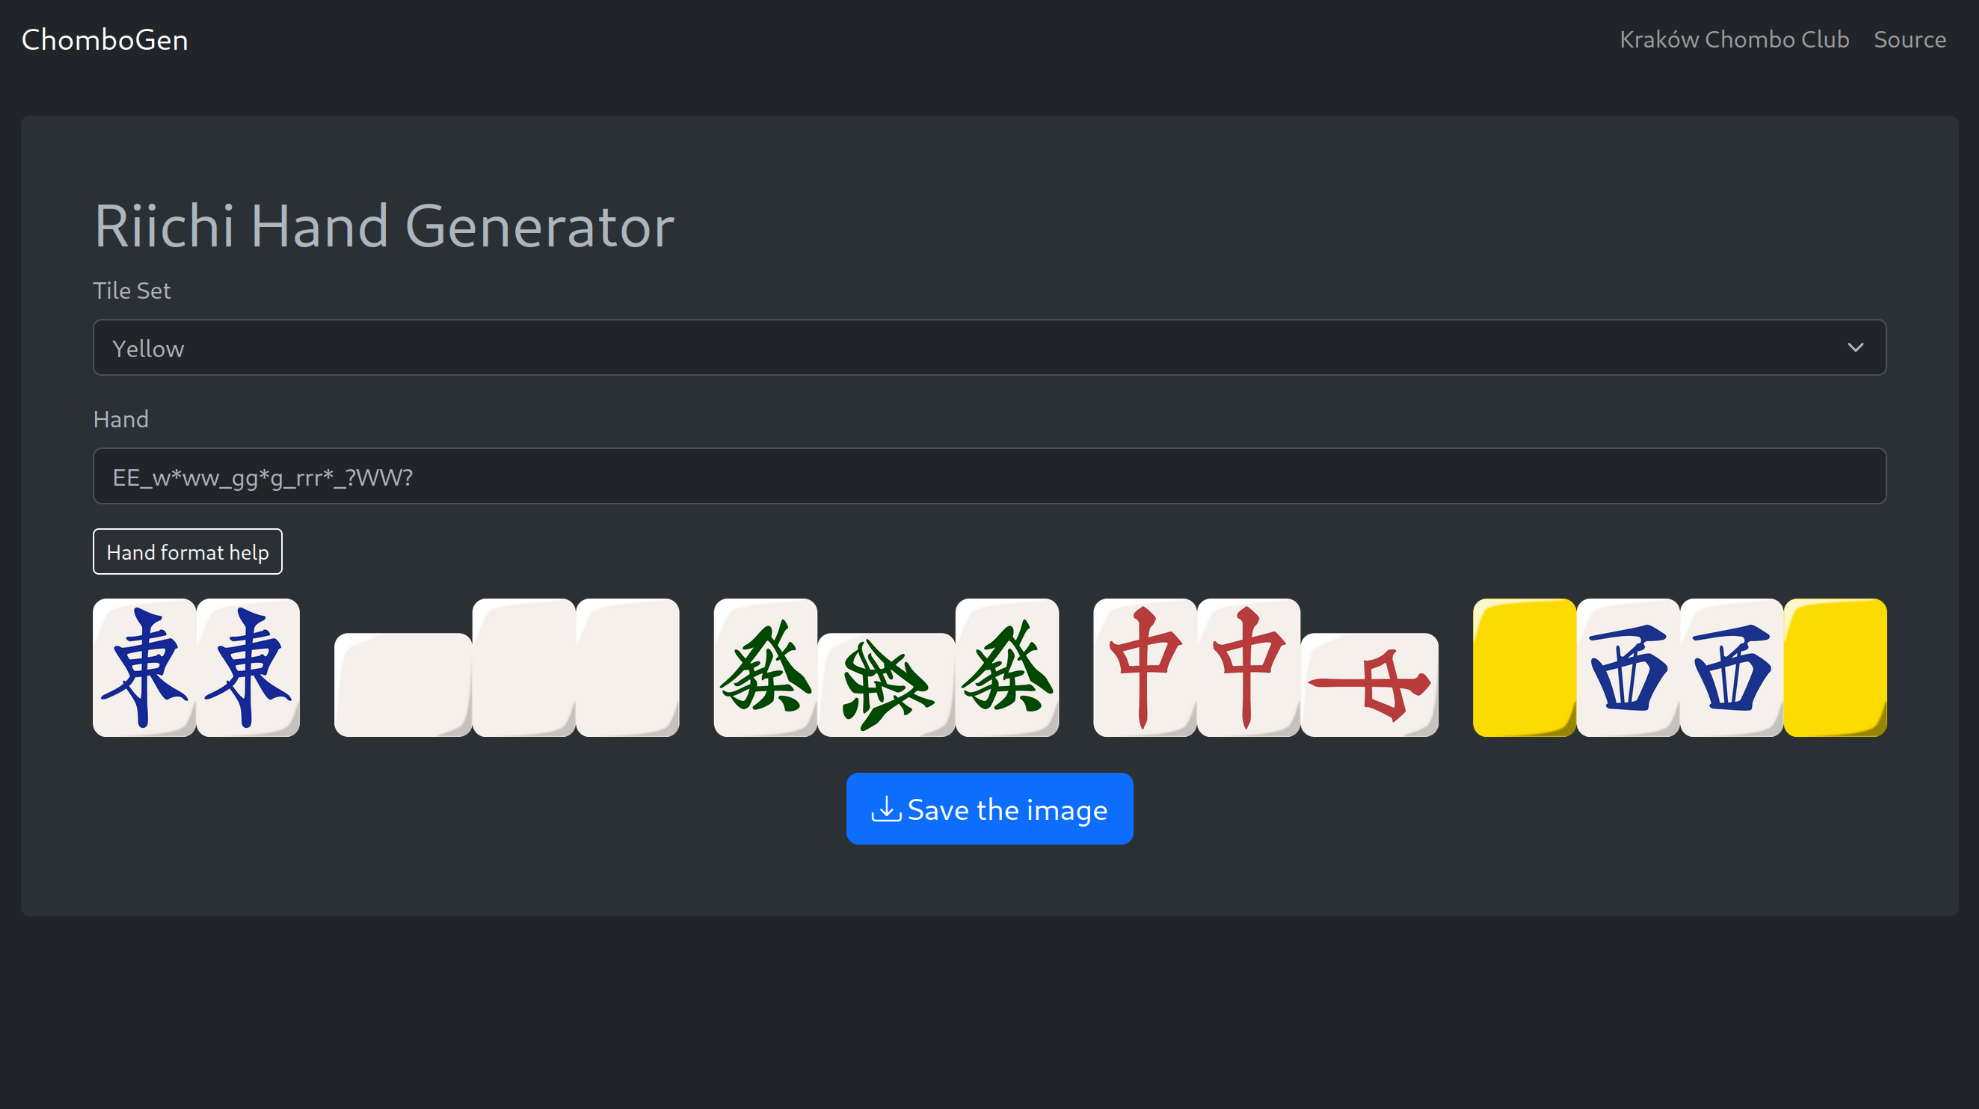 ChomboGen
Kraków Chombo Club
Source
Riichi Hand Generator
Tile Set
Yellow
Hand
EE_w*ww_gg*g_rrr*_?WW?
Hand format help
東東 發發發 中中中 西西
Save the image